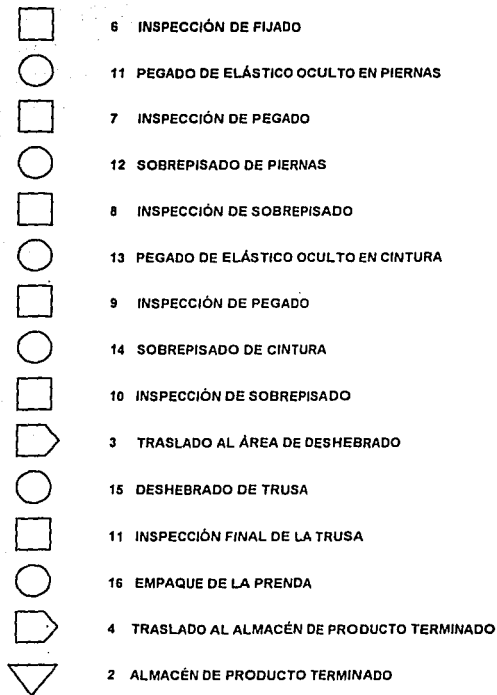 6 INSPECCIÓN DE FIJADO
11 PEGADO DE ELÁSTICO OCULTO EN PIERNAS
7 INSPECCIÓN DE PEGADO
12 SOBREPISADO DE PIERNAS
8 INSPECCIÓN DE SOBREPISADO
13 PEGADO DE ELÁSTICO OCULTO EN CINTURA
9 INSPECCIÓN DE PEGADO
14 SOBREPISADO DE CINTURA
10 INSPECCIÓN DE SOBREPISADO
3 TRASLADO AL ÁREA DE DESHEBRADO
15 DESHEBRADO DE TRUSA
11 INSPECCIÓN FINAL DE LA TRUSA
16 EMPAQUE DE LA PRENDA
4 TRASLADO AL ALMACÉN DE PRODUCTO TERMINADO
2 ALMACÉN DE PRODUCTO TERMINADO